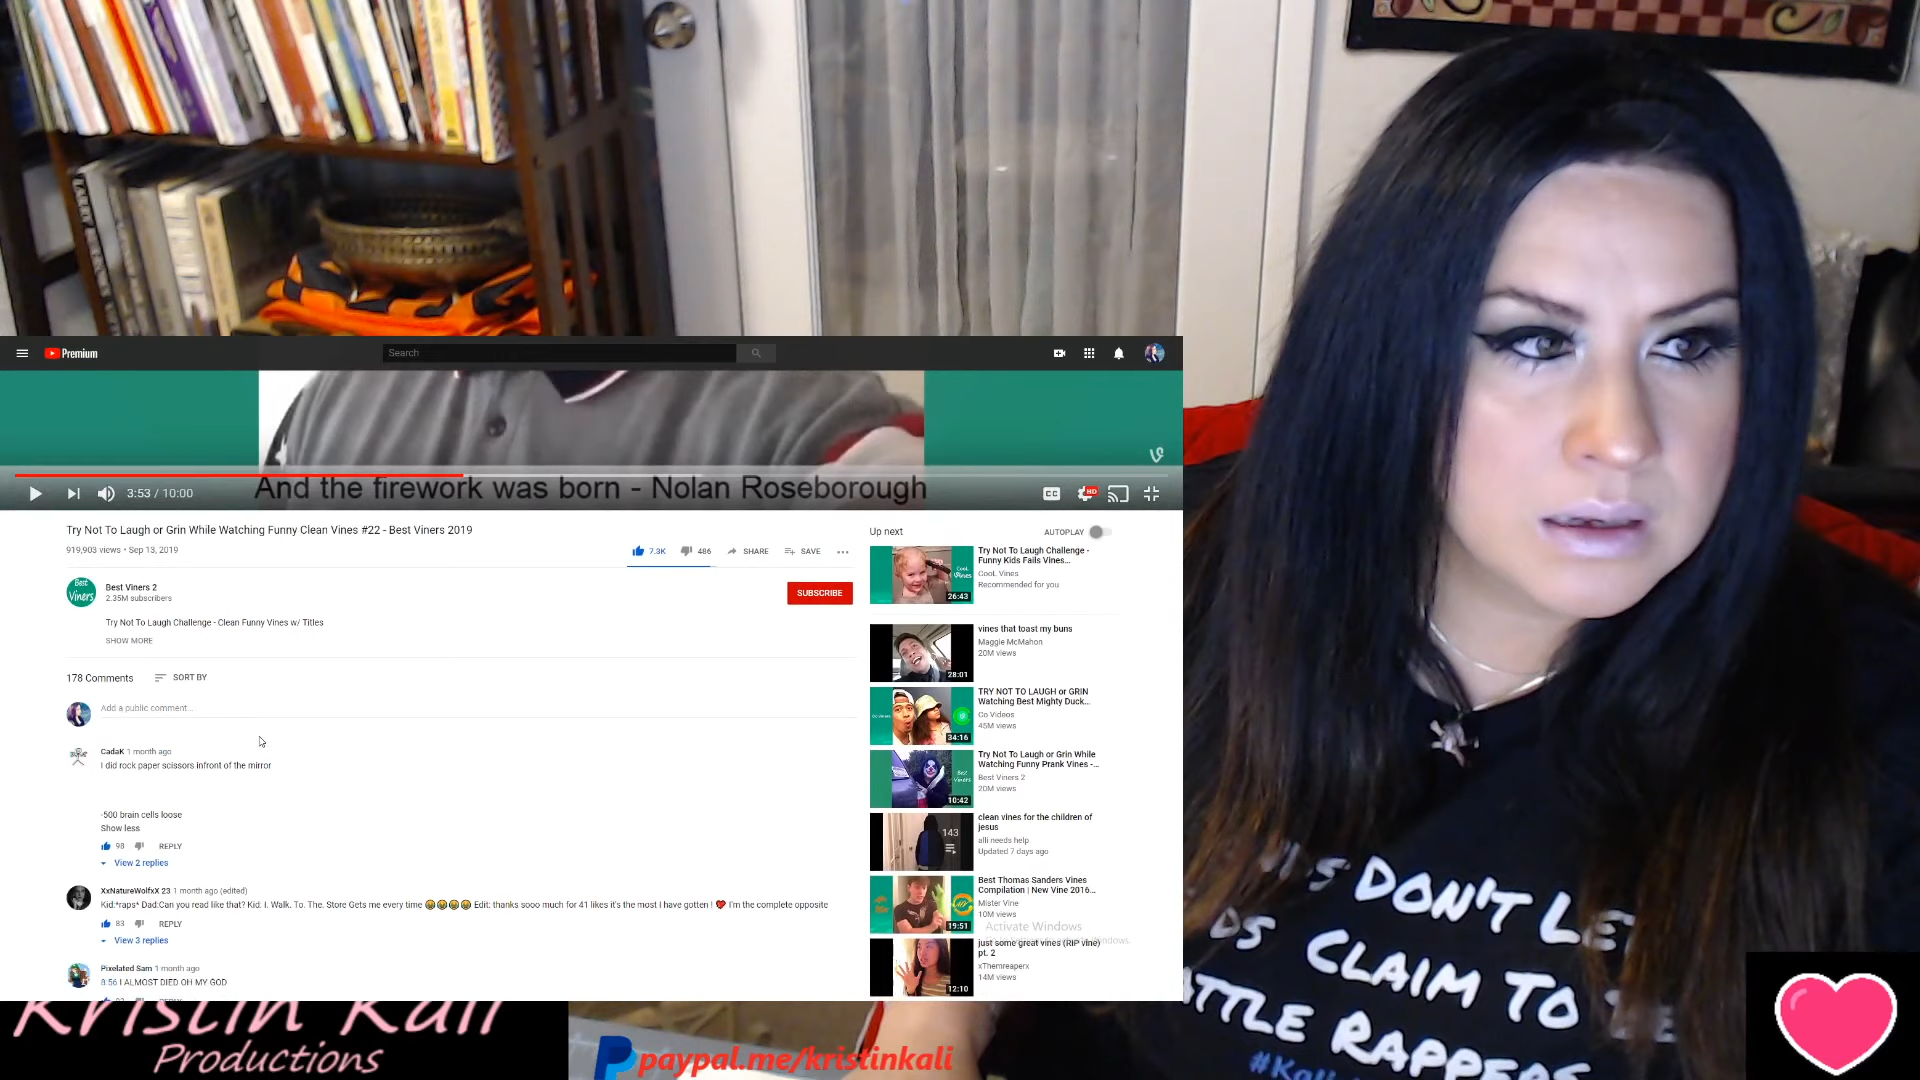 Premium
Search
And the firework was born - Nolan Roseborough
3:53 / 10:00
CC
HD
Try Not To Laugh or Grin While Watching Funny Clean Vines #22 - Best Viners 2019
919,903 views • Sep 13, 2019
7.3K
486
SHARE
SAVE
Best Viners
Best Viners 2
2.35M subscribers
SUBSCRIBE
Try Not To Laugh Challenge - Clean Funny Vines w/ Titles
SHOW MORE
178 Comments
SORT BY
Add a public comment...
CadaK 1 month ago
I did rock paper scissors infront of the mirror
-500 brain cells loose
Show less
98
REPLY
View 2 replies
XxNatureWolfxX 23 1 month ago (edited)
Kid:*raps* Dad:Can you read like that? Kid: I. Walk. To. The. Store Gets me every time 😂😂😂😂 Edit: thanks sooo much for 41 likes it's the most I have gotten ! 💖 I'm the complete opposite
83
REPLY
View 3 replies
Pixelated Sam 1 month ago
8:56 I ALMOST DIED OH MY GOD
Up next
AUTOPLAY
CooL Vines
26:43
Try Not To Laugh Challenge - Funny Kids Fails Vines...
CooL Vines
Recommended for you
28:01
vines that toast my buns
Maggie McMahon
20M views
34:16
TRY NOT TO LAUGH or GRIN Watching Best Mighty Duck...
Co Videos
45M views
Best Viners
10:42
Try Not To Laugh or Grin While Watching Funny Prank Vines -...
Best Viners 2
20M views
143
clean vines for the children of jesus
alli needs help
Updated 7 days ago
19:51
Best Thomas Sanders Vines Compilation | New Vine 2016...
Mister Vine
10M views
Activate Windows
12:10
just some great vines (RIP vine) pt. 2
xThemreaperx
14M views
Kristin Kali
Productions
paypal.me/kristinkali
DON'T LE
CLAIM TO
RAPPERS